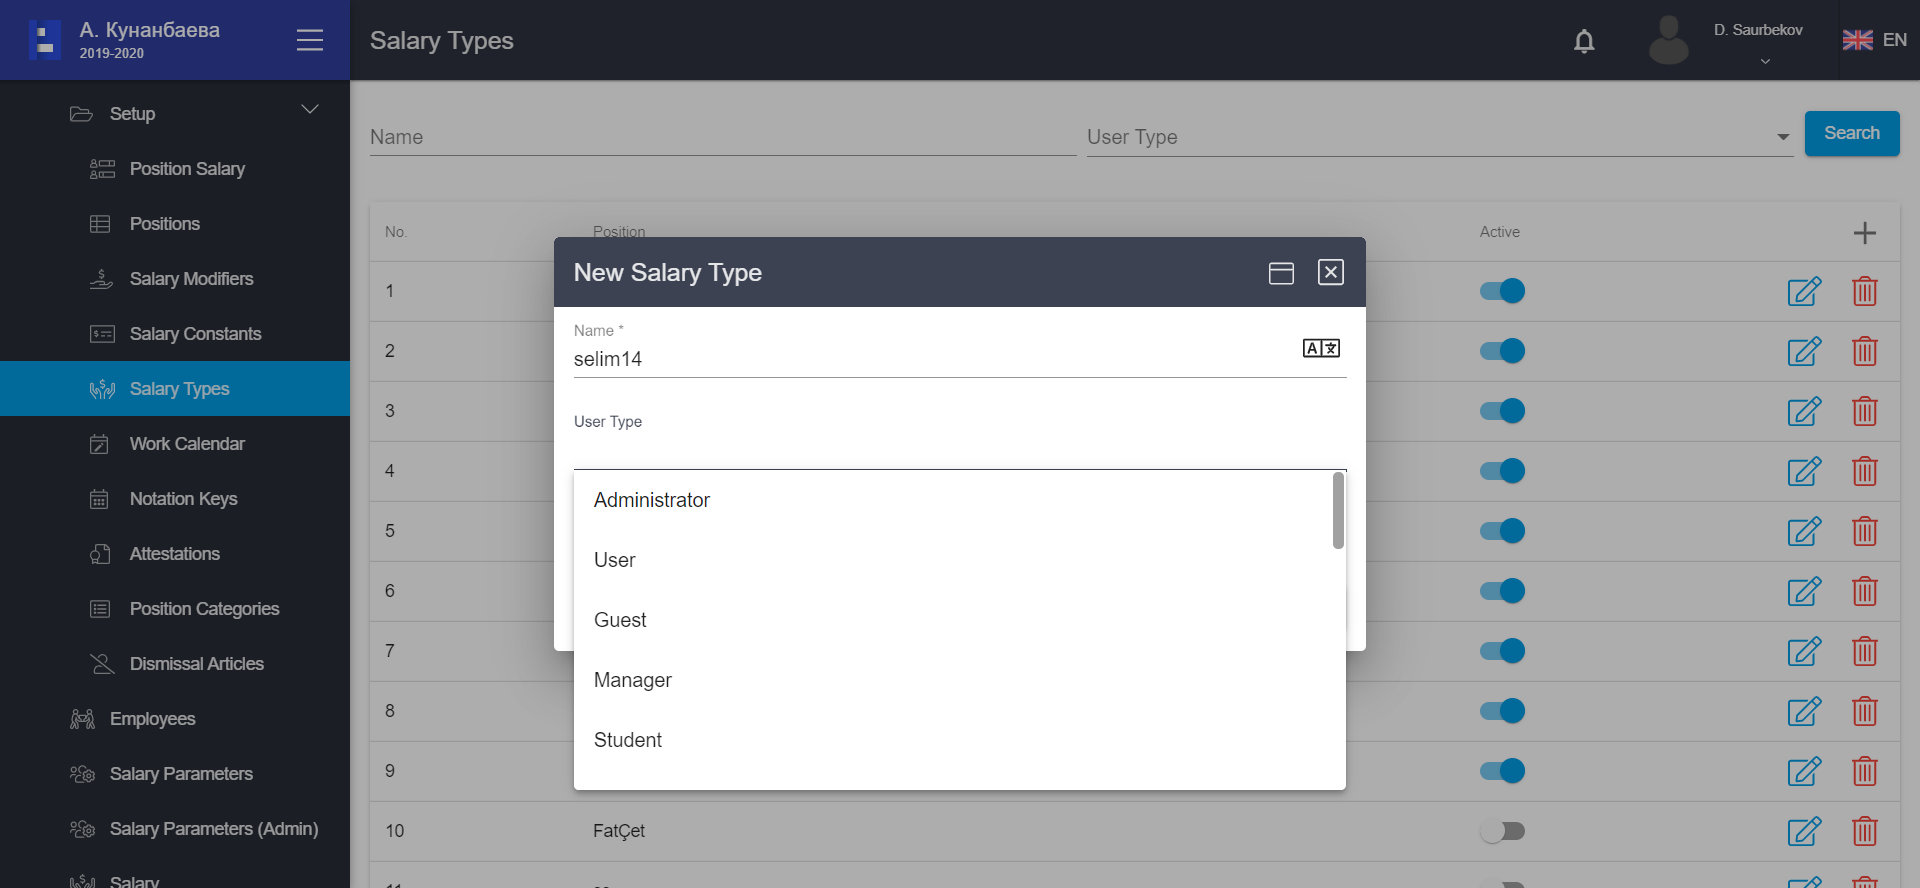 А. Кунанбаева
2019-2020
Salary Types
D. Saurbekov
EN
Setup
Position Salary
Positions
Salary Modifiers
Salary Constants
Salary Types
Work Calendar
Notation Keys
Attestations
Position Categories
Dismissal Articles
Employees
Salary Parameters
Salary Parameters (Admin)
Salary
Name
User Type
Search
No.
Position
Active
1
2
3
4
5
6
7
8
9
10
FatÇet
New Salary Type
Name *
selim14
User Type
Administrator
User
Guest
Manager
Student